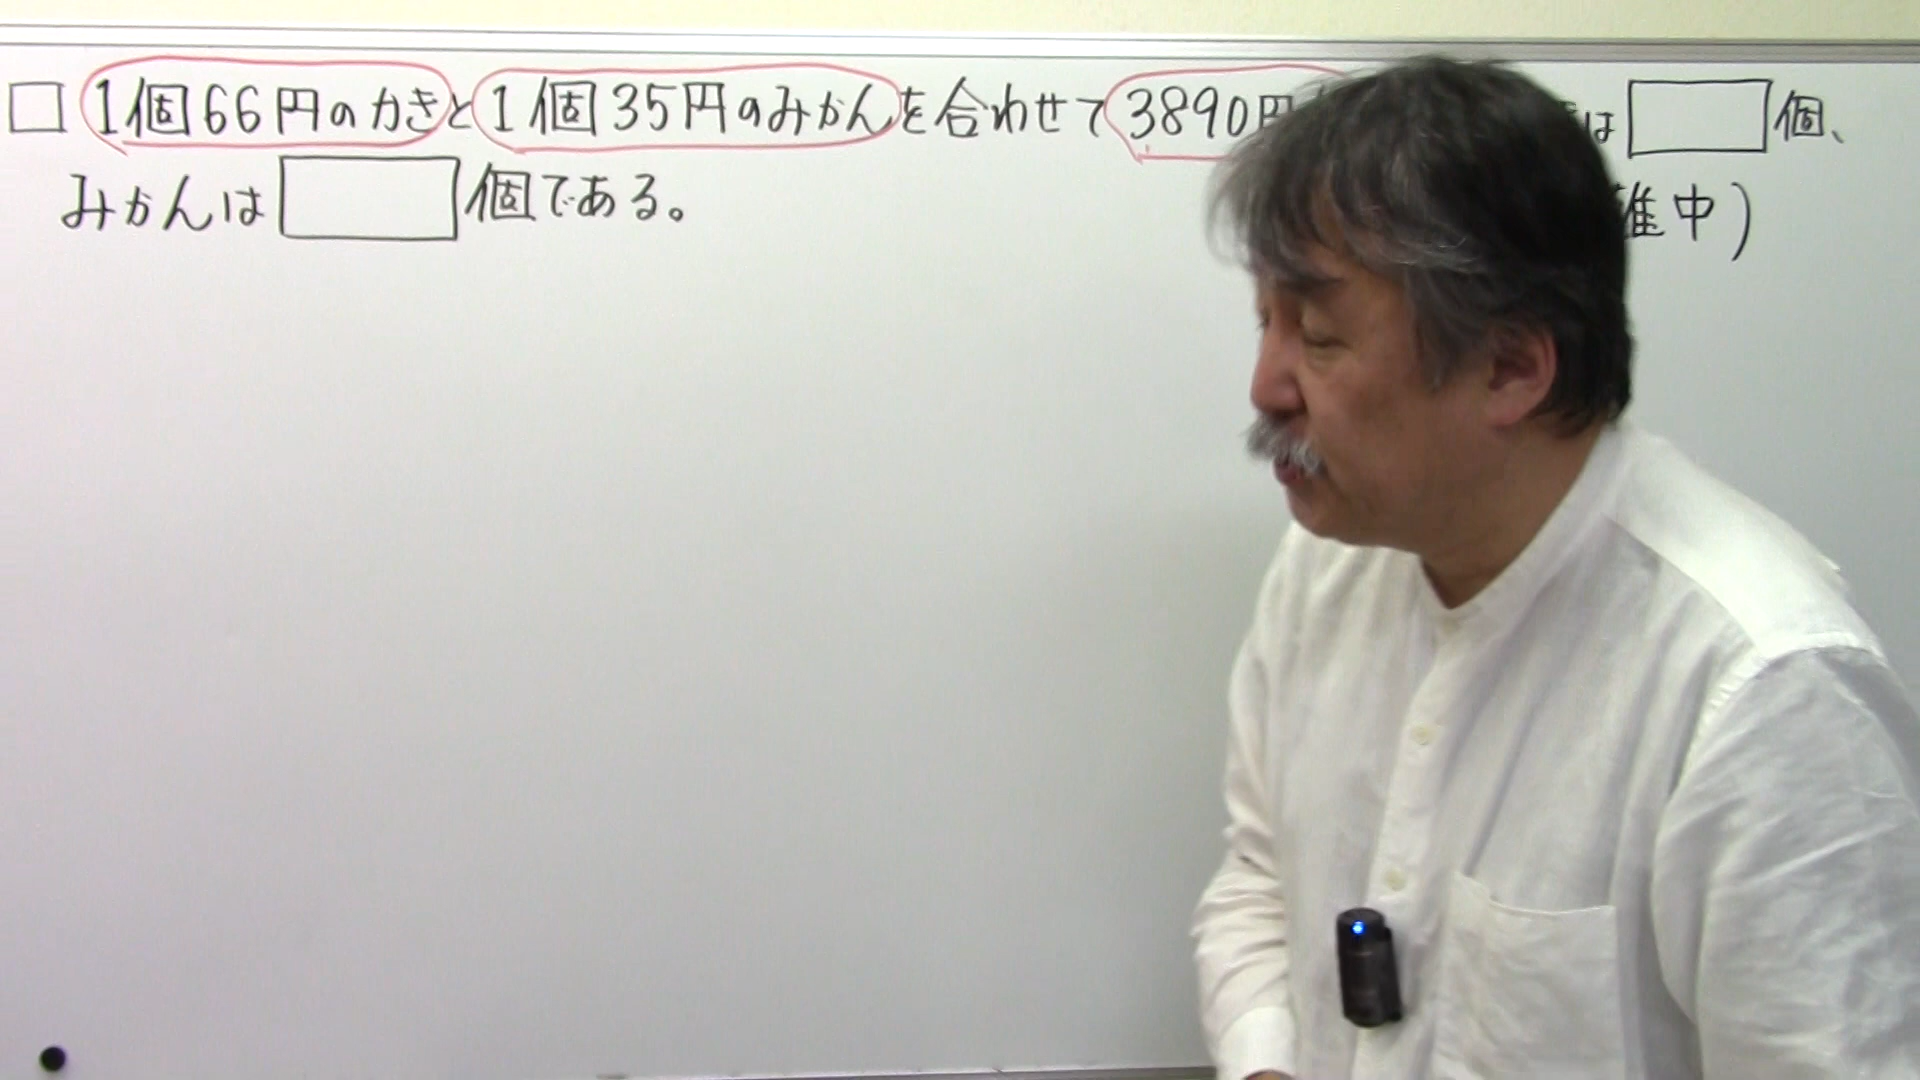 □ 1個66円のかきと1個35円のみかんを合わせて3890円 は□個、
みかんは□個である。
中)